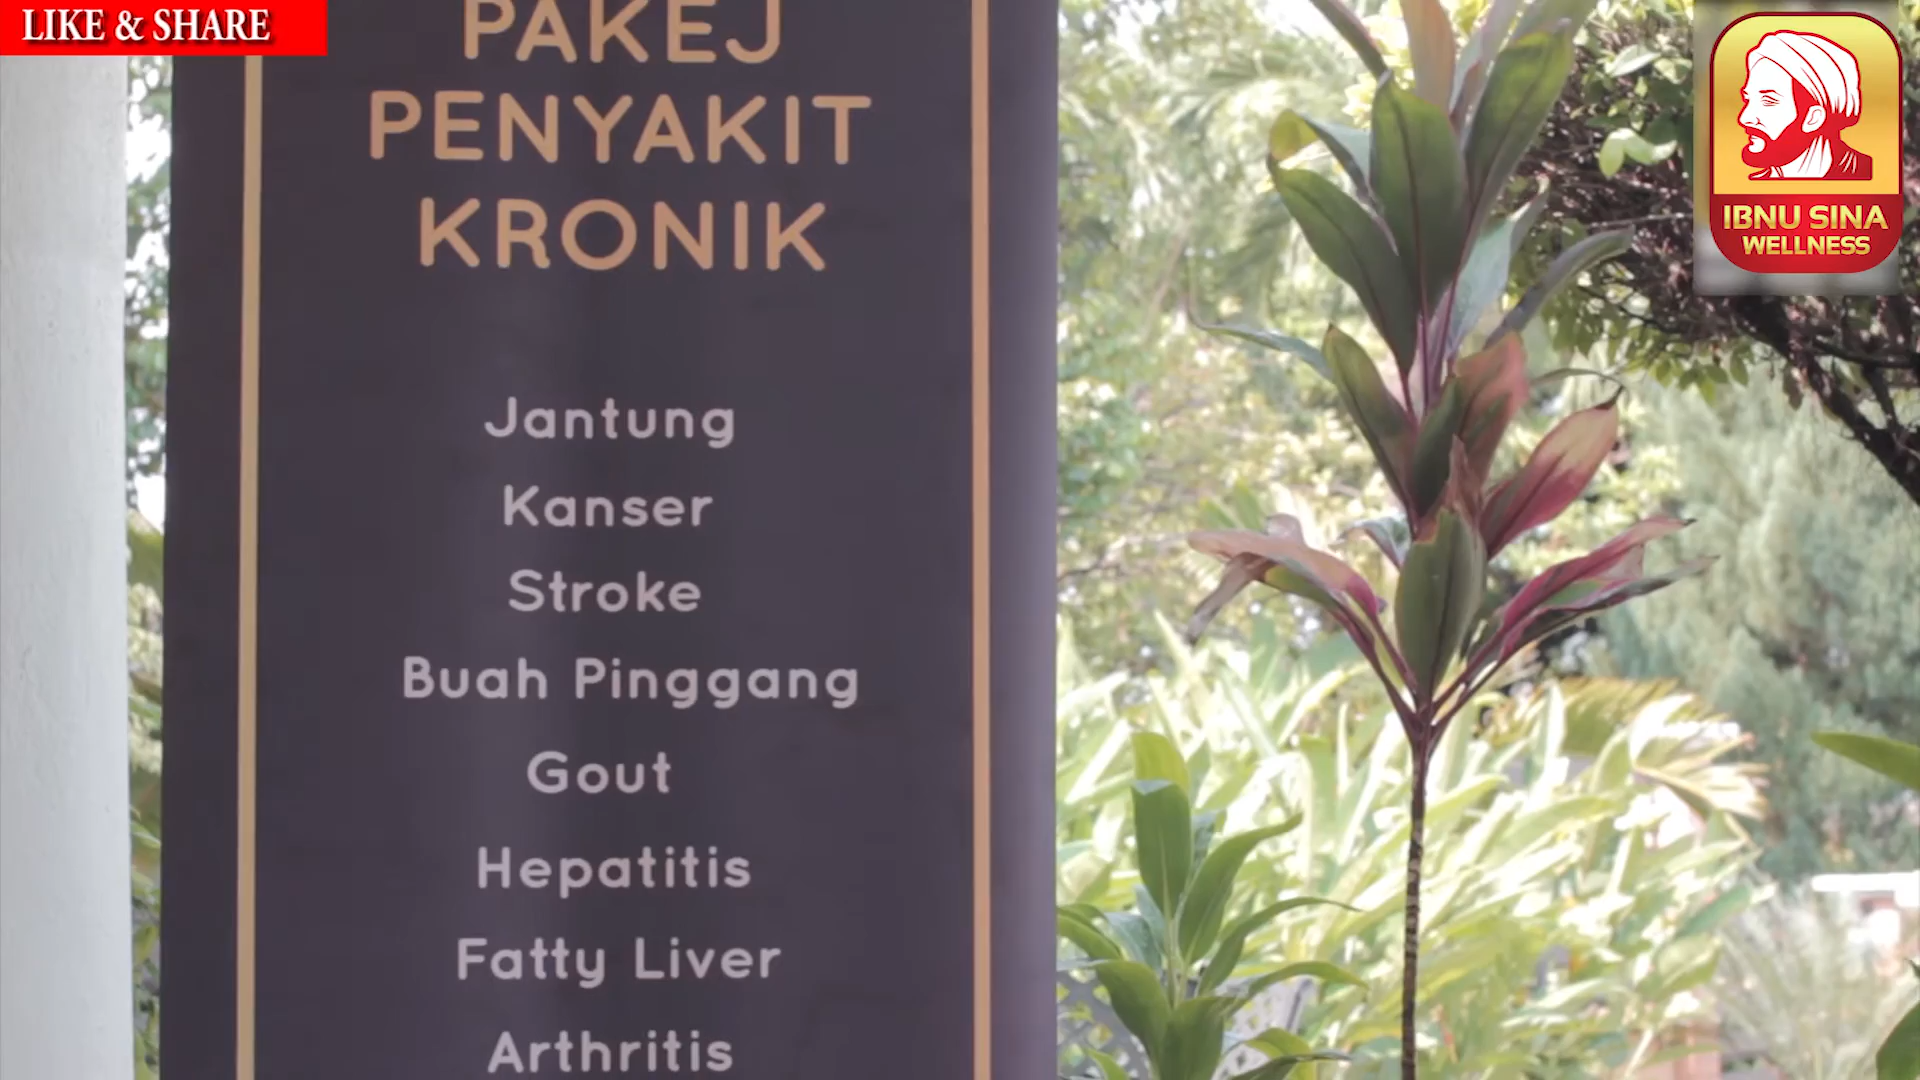 LIKE & SHARE
PAKEJ
PENYAKIT
KRONIK
Jantung
Kanser
Stroke
Buah Pinggang
Gout
Hepatitis
Fatty Liver
Arthritis
IBNU SINA
WELLNESS